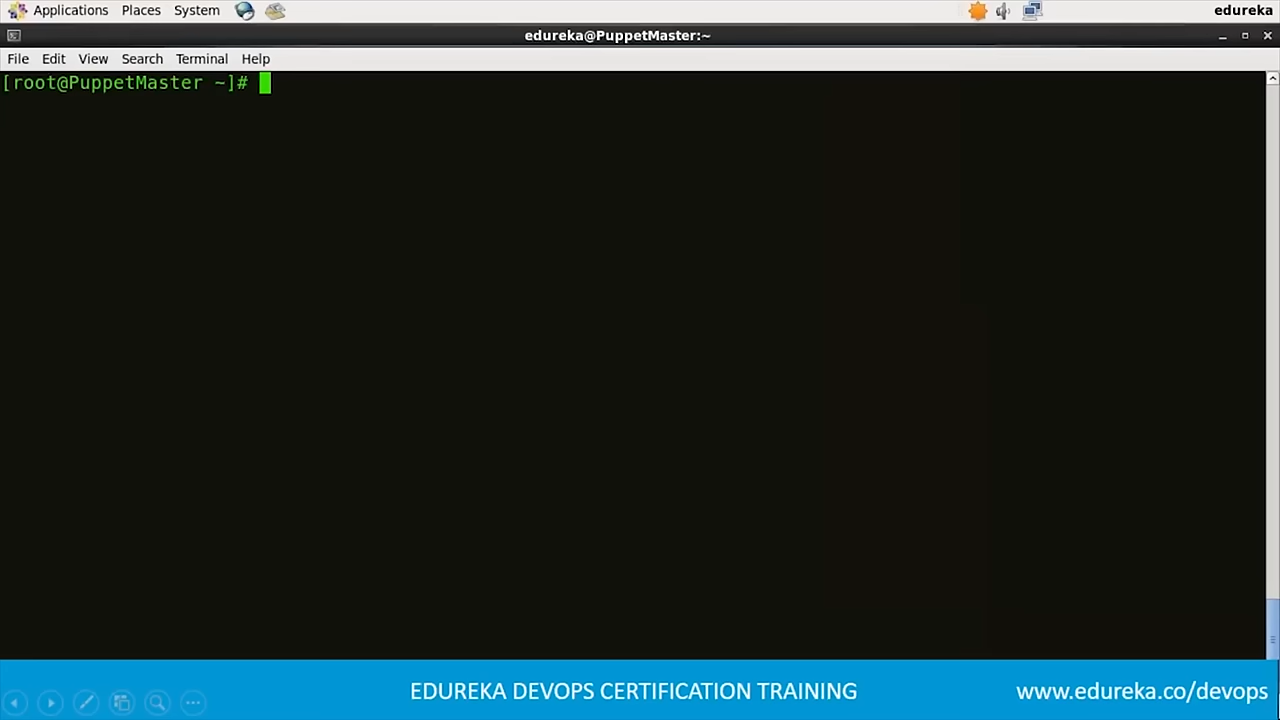 Applications Places System edureka
edureka@PuppetMaster:~
File Edit View Search Terminal Help
[root@PuppetMaster ~]#
EDUREKA DEVOPS CERTIFICATION TRAINING www.edureka.co/devops